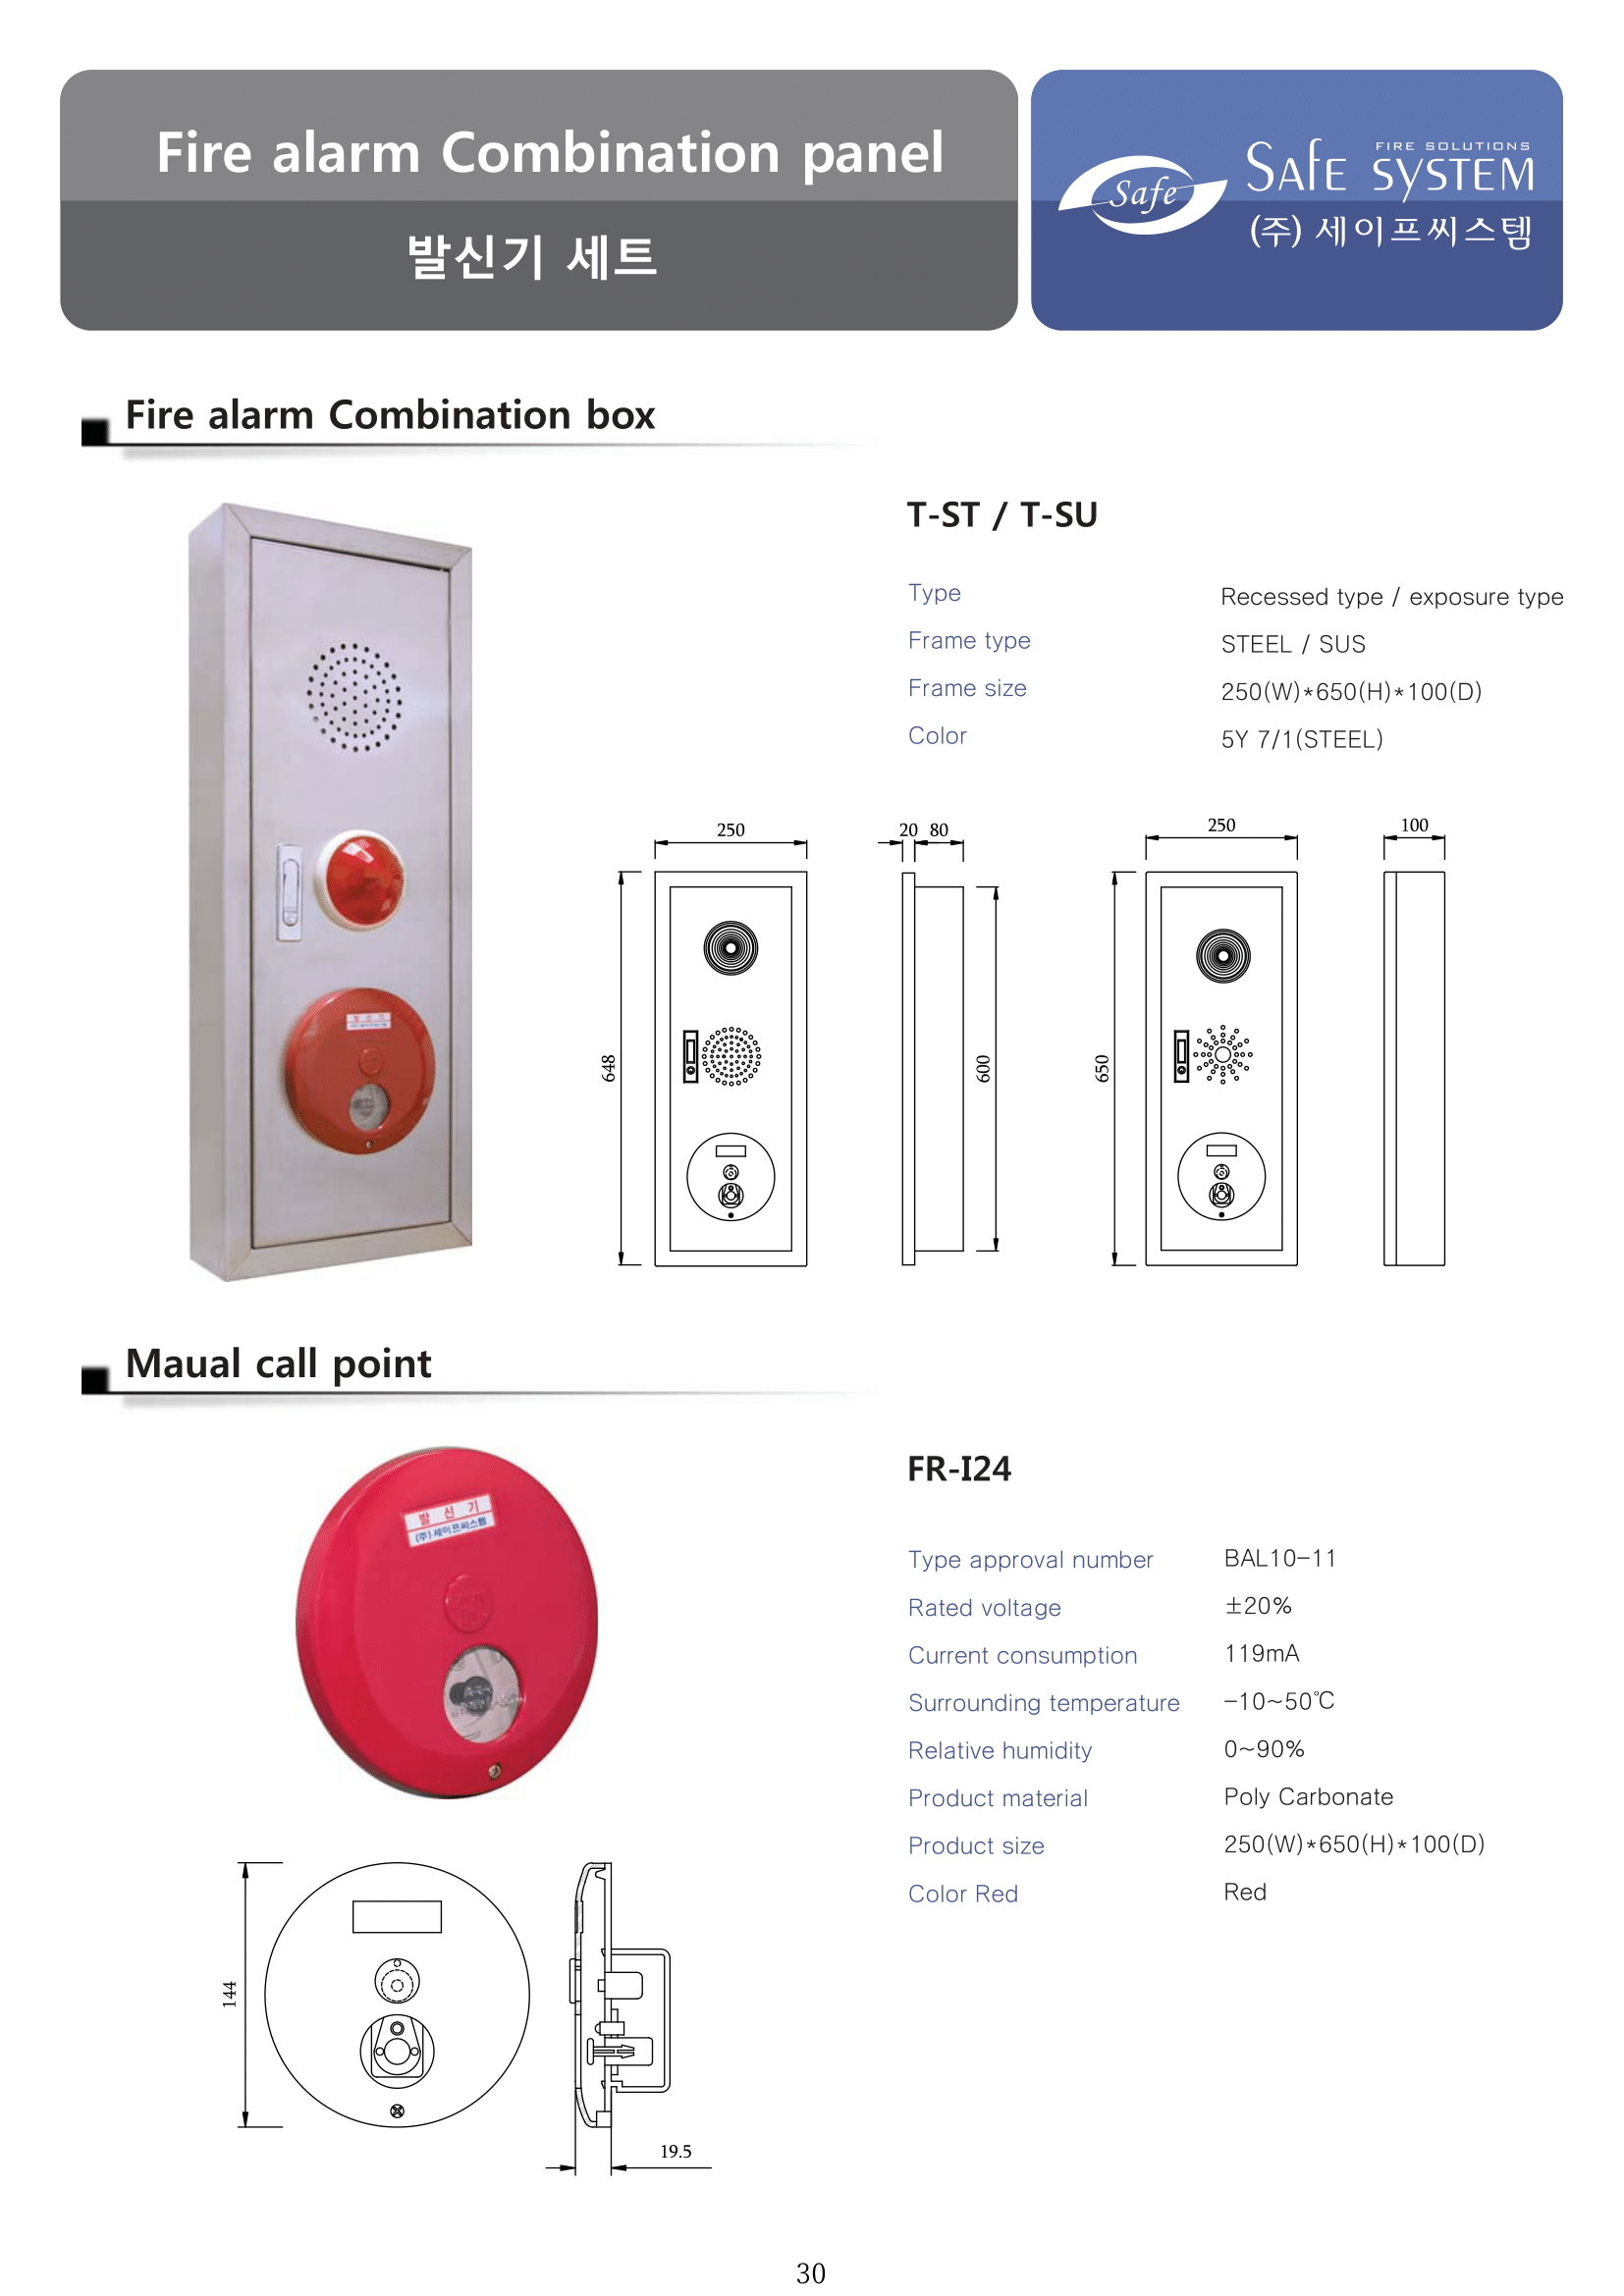 Fire alarm Combination panel
발신기 세트
Safe
FIRE SOLUTIONS
SAFE SYSTEM
(주) 세이프씨스템
Fire alarm Combination box
T-ST / T-SU
Type Recessed type / exposure type
Frame type STEEL / SUS
Frame size 250(W)*650(H)*100(D)
Color 5Y 7/1(STEEL)
발 신 기
250
20 80
250
100
648
600
650
Maual call point
발 신 기
(주)세이프씨스템
FR-I24
Type approval number BAL10-11
Rated voltage ±20%
Current consumption 119mA
Surrounding temperature -10~50℃
Relative humidity 0~90%
Product material Poly Carbonate
Product size 250(W)*650(H)*100(D)
Color Red Red
144
19.5
30